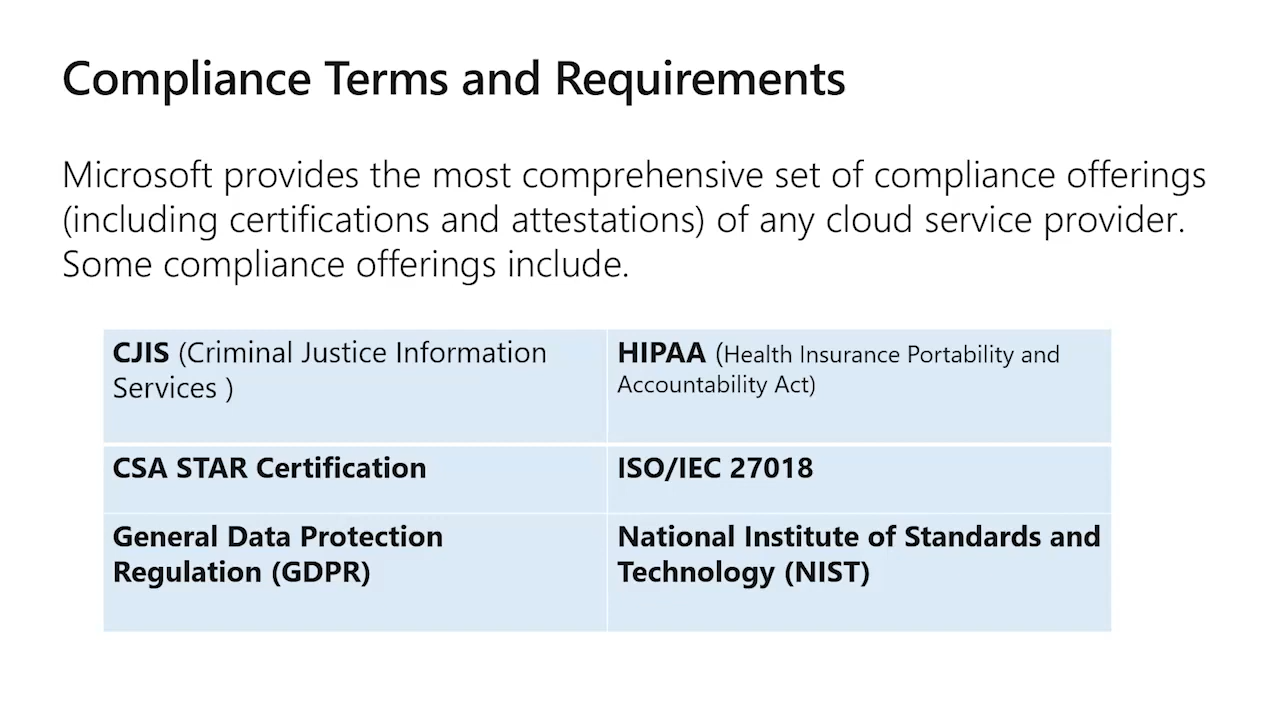 Compliance Terms and Requirements
Microsoft provides the most comprehensive set of compliance offerings
(including certifications and attestations) of any cloud service provider.
Some compliance offerings include.
CJIS (Criminal Justice Information
Services )
HIPAA (Health Insurance Portability and
Accountability Act)
CSA STAR Certification
ISO/IEC 27018
General Data Protection
Regulation (GDPR)
National Institute of Standards and
Technology (NIST)